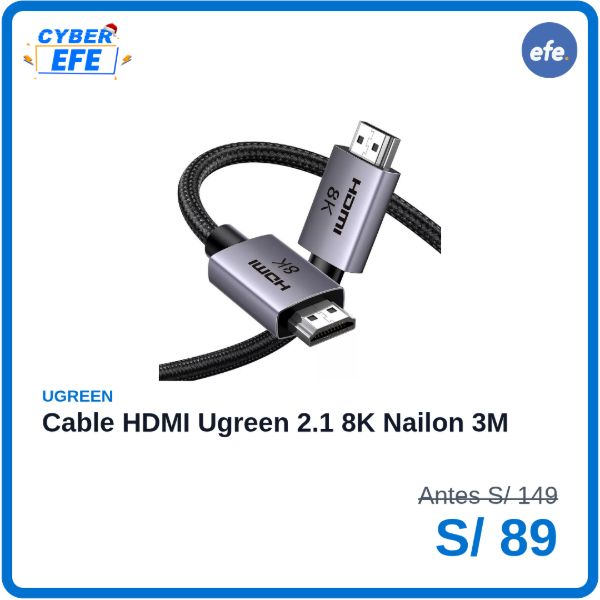 CYBER
EFE
efe.
HDMI
8K
HDMI
8K
UGREEN
Cable HDMI Ugreen 2.1 8K Nailon 3M
Antes S/ 149
S/ 89